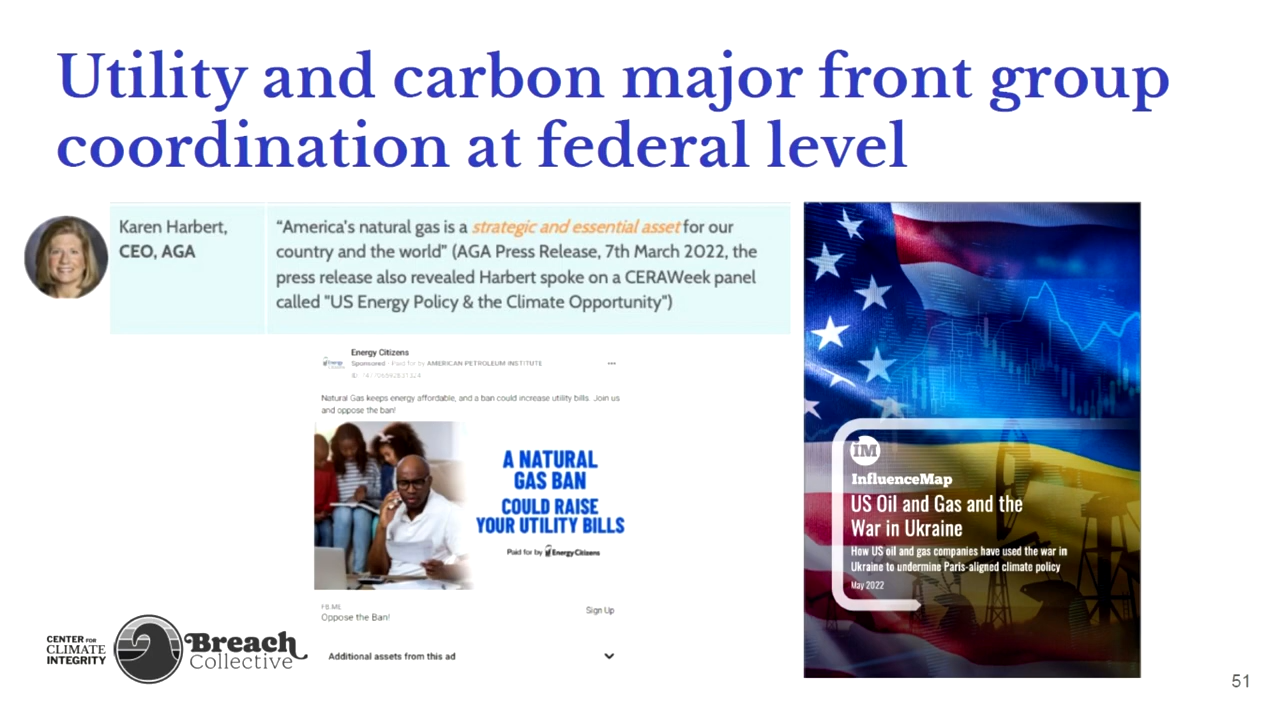 Utility and carbon major front group
coordination at federal level
Karen Harbert,
CEO, AGA
“America's natural gas is a strategic and essential asset for our
country and the world" (AGA Press Release, 7th March 2022, the
press release also revealed Harbert spoke on a CERAWeek panel
called "US Energy Policy & the Climate Opportunity")
Energy Citizens
Sponsored · Paid for by AMERICAN PETROLEUM INSTITUTE
Natural Gas keeps energy affordable, and a ban could increase utility bills. Join us
and oppose the ban!
A NATURAL
GAS BAN
COULD RAISE
YOUR UTILITY BILLS
Paid for by Energy Citizens
FB.ME
Oppose the Ban!
Sign Up
Additional assets from this ad
IM
InfluenceMap
US Oil and Gas and the
War in Ukraine
How US oil and gas companies have used the war in
Ukraine to undermine Paris-aligned climate policy
May 2022
CENTER FOR
CLIMATE
INTEGRITY
Breach
Collective
51